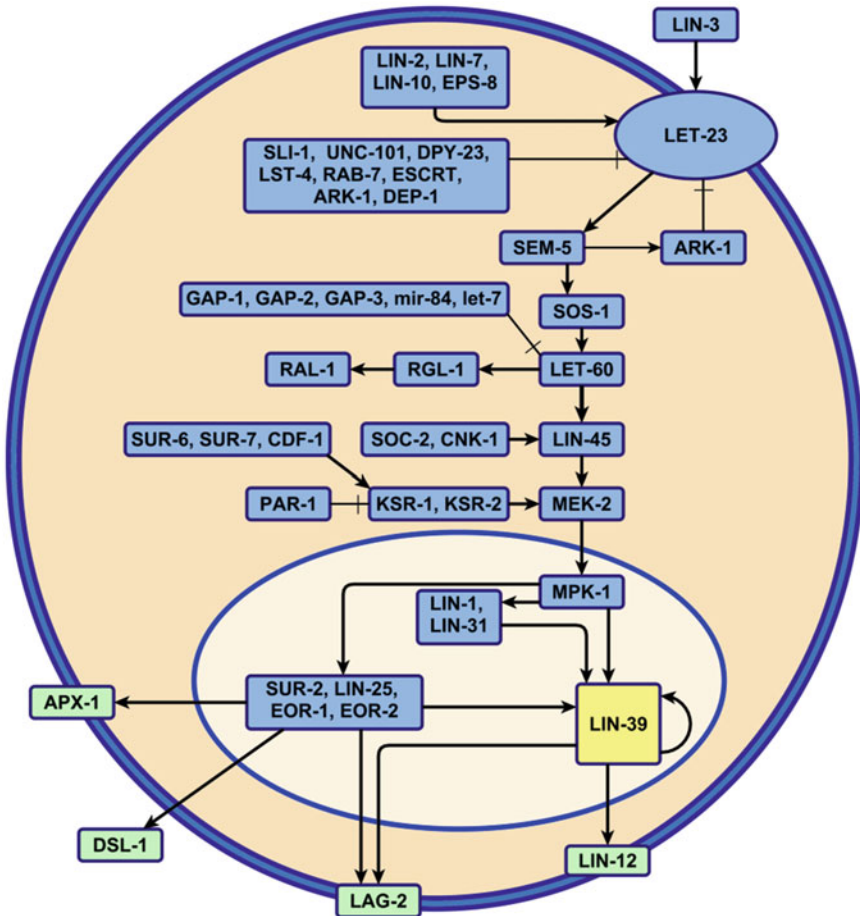 LIN-3
LIN-2, LIN-7,
LIN-10, EPS-8
LET-23
SLI-1, UNC-101, DPY-23,
LST-4, RAB-7, ESCRT,
ARK-1, DEP-1
SEM-5
ARK-1
GAP-1, GAP-2, GAP-3, mir-84, let-7
SOS-1
RAL-1
RGL-1
LET-60
SUR-6, SUR-7, CDF-1
SOC-2, CNK-1
LIN-45
PAR-1
KSR-1, KSR-2
MEK-2
MPK-1
LIN-1,
LIN-31
APX-1
SUR-2, LIN-25,
EOR-1, EOR-2
LIN-39
DSL-1
LIN-12
LAG-2